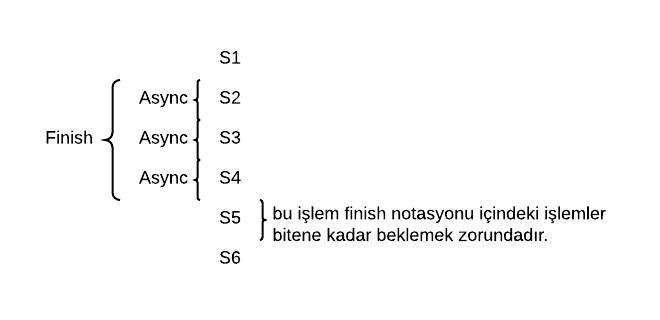 S1
Async S2
Finish Async S3
Async S4
S5 bu işlem finish notasyonu içindeki işlemler
bitene kadar beklemek zorundadır.
S6